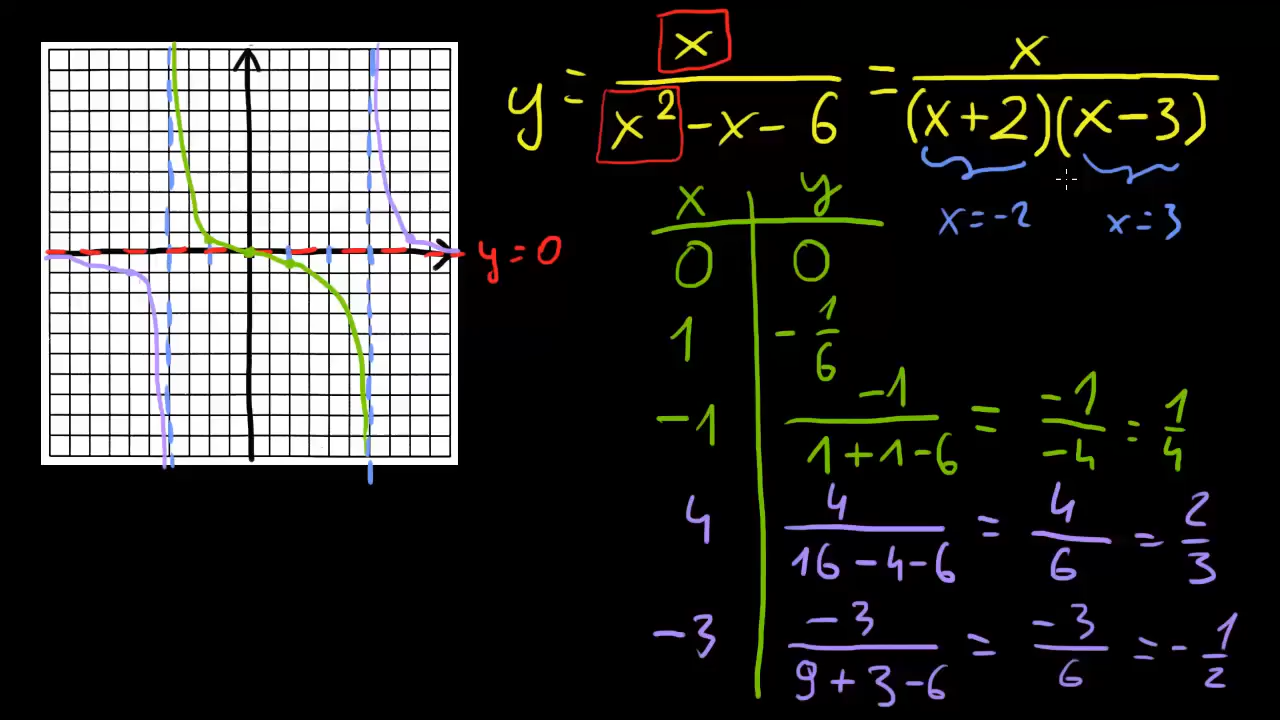 y = x / (x² - x - 6) = x / ((x+2)(x-3))
x = -2
x = 3
y = 0
x | y
0 | 0
1 | - 1/6
-1 | -1 / (1+1-6) = -1/-4 = 1/4
4 | 4 / (16-4-6) = 4/6 = 2/3
-3 | -3 / (9+3-6) = -3/6 = - 1/2